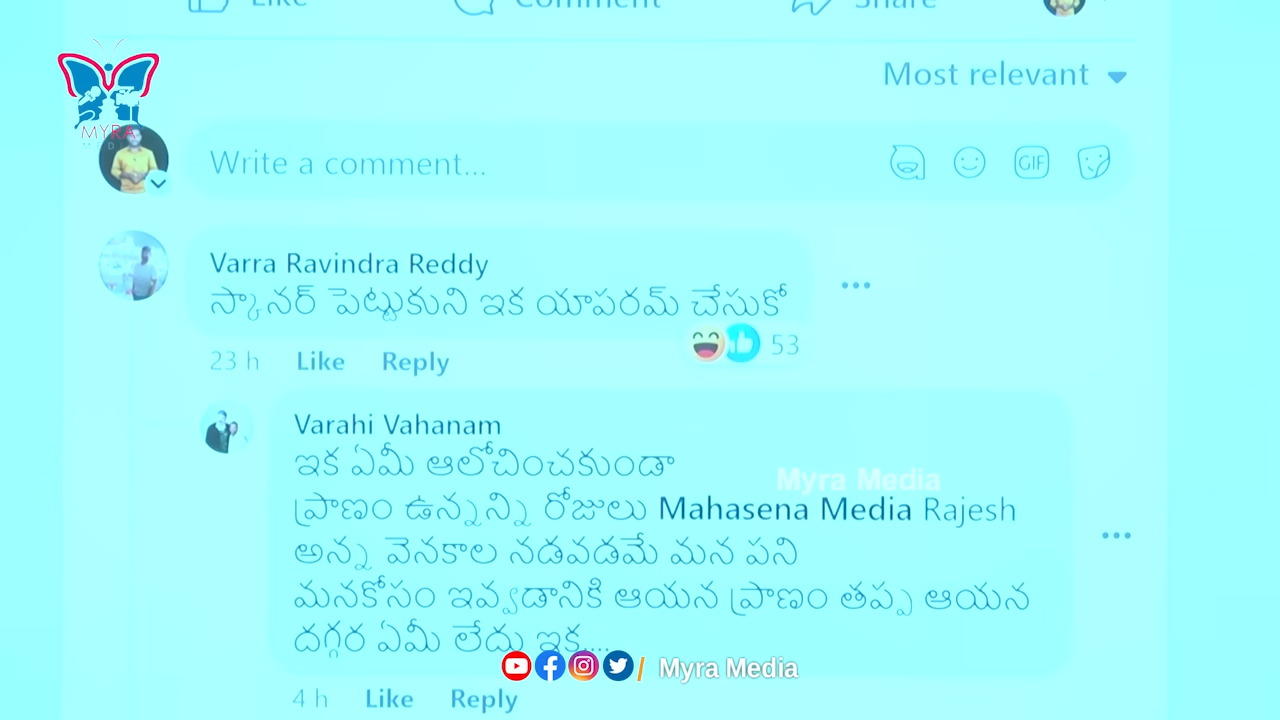 Like Comment Share
Most relevant
MYRA
MEDIA
Write a comment...
GIF
Varra Ravindra Reddy
స్కానర్ పెట్టుకుని ఇక యాపరమ్ చేసుకో
53
23 h Like Reply
Varahi Vahanam
ఇక ఏమీ ఆలోచించకుండా
Myra Media
ప్రాణం ఉన్నన్ని రోజులు Mahasena Media Rajesh
అన్న వెనకాల నడవడమే మన పని
మనకోసం ఇవ్వడానికి ఆయన ప్రాణం తప్ప ఆయన
దగ్గర ఏమీ లేదు ఇక....
/ Myra Media
4 h Like Reply